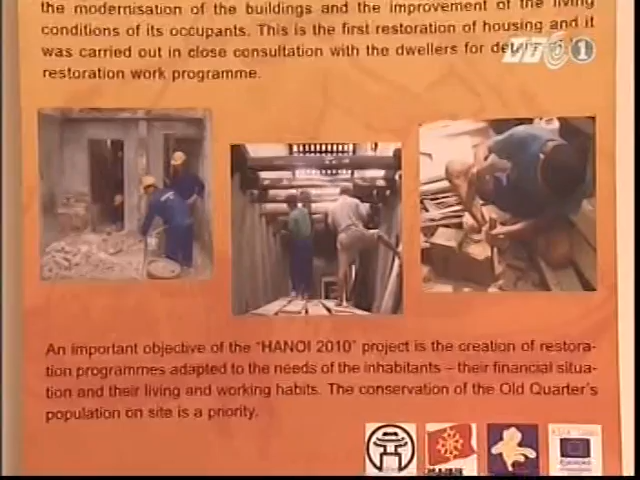 the modernisation of the buildings and the improvement of the living
conditions of its occupants. This is the first restoration of housing and it
was carried out in close consultation with the dwellers for
VTV1
restoration work programme.
An important objective of the "HANOI 2010" project is the creation of restora-
tion programmes adapted to the needs of the inhabitants – their financial situa-
tion and their living and working habits. The conservation of the Old Quarter's
population on site is a priority.